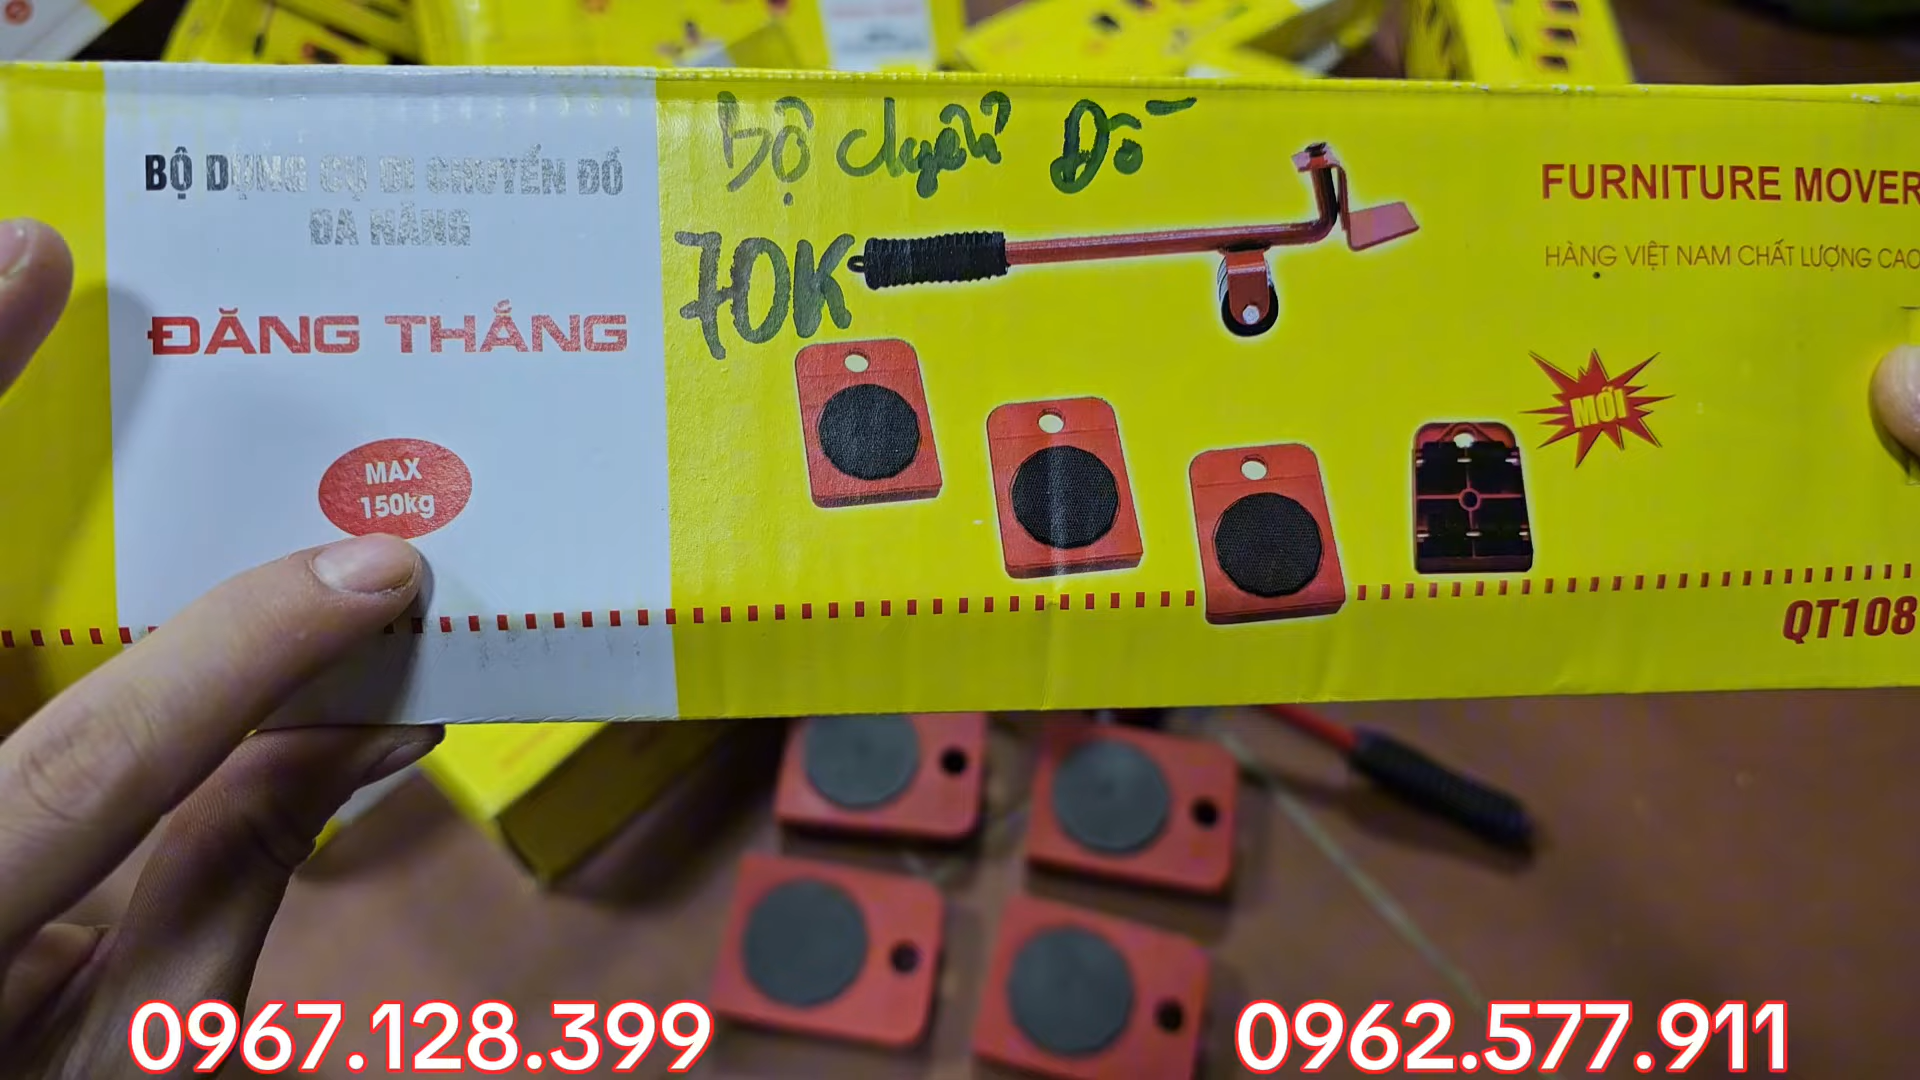 BỘ DỤNG CỤ DI CHUYỂN ĐỒ
ĐA NĂNG
ĐĂNG THẮNG
MAX
150kg
Bộ chuyển Đồ
70K
FURNITURE MOVER
HÀNG VIỆT NAM CHẤT LƯỢNG CAO
MỚI
QT108
0967.128.399
0962.577.911